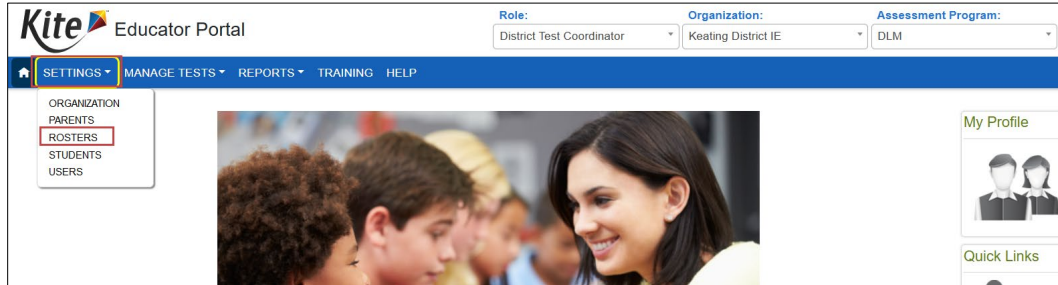 Kite Educator Portal
Role:
District Test Coordinator
Organization:
Keating District IE
Assessment Program:
DLM
SETTINGS MANAGE TESTS REPORTS TRAINING HELP
ORGANIZATION
PARENTS
ROSTERS
STUDENTS
USERS
My Profile
Quick Links